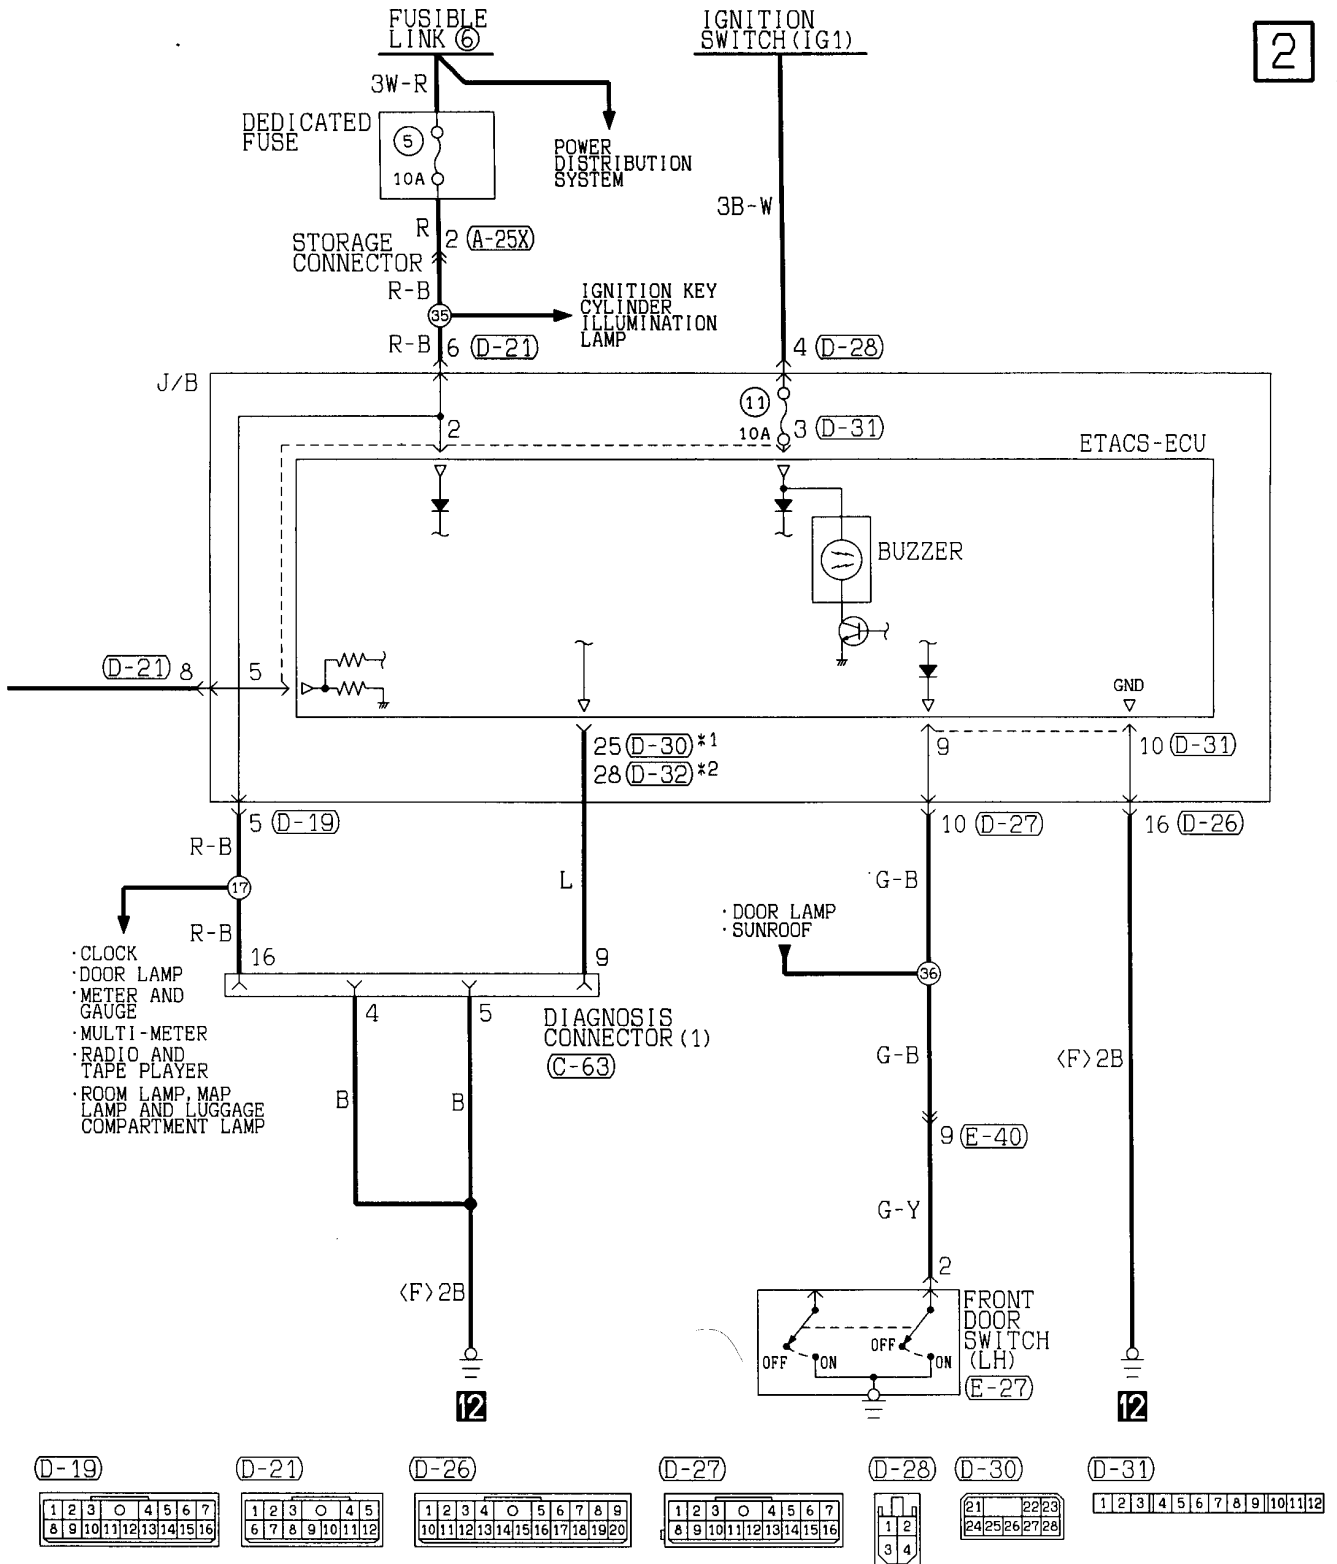 FUSIBLE
LINK ⑥
IGNITION
SWITCH(IG1)
2
3W-R
DEDICATED
FUSE
5
10A
POWER
DISTRIBUTION
SYSTEM
3B-W
R
2 (A-25X)
STORAGE
CONNECTOR
R-B
35
IGNITION KEY
CYLINDER
ILLUMINATION
LAMP
R-B
6 (D-21)
4 (D-28)
J/B
11
10A
3 (D-31)
2
ETACS-ECU
BUZZER
(D-21) 8
5
GND
25 (D-30)*1
28 (D-32)*2
9
10 (D-31)
5 (D-19)
10 (D-27)
16 (D-26)
R-B
17
L
G-B
R-B
16
9
·DOOR LAMP
·SUNROOF
36
·CLOCK
·DOOR LAMP
·METER AND
GAUGE
·MULTI-METER
·RADIO AND
TAPE PLAYER
·ROOM LAMP, MAP
LAMP AND LUGGAGE
COMPARTMENT LAMP
4
5
DIAGNOSIS
CONNECTOR(1)
(C-63)
B
B
G-B
<F>2B
9 (E-40)
G-Y
<F>2B
2
FRONT
DOOR
SWITCH
(LH)
(E-27)
OFF
ON
OFF
ON
12
12
(D-19)
(D-21)
(D-26)
(D-27)
(D-28)
(D-30)
(D-31)
1 2 3 4 5 6 7
8 9 10 11 12 13 14 15 16
1 2 3 4 5
6 7 8 9 10 11 12
1 2 3 4 5 6 7 8 9
10 11 12 13 14 15 16 17 18 19 20
1 2 3 4 5 6 7
8 9 10 11 12 13 14 15 16
1 2
3 4
21 22 23
24 25 26 27 28
1 2 3 4 5 6 7 8 9 10 11 12